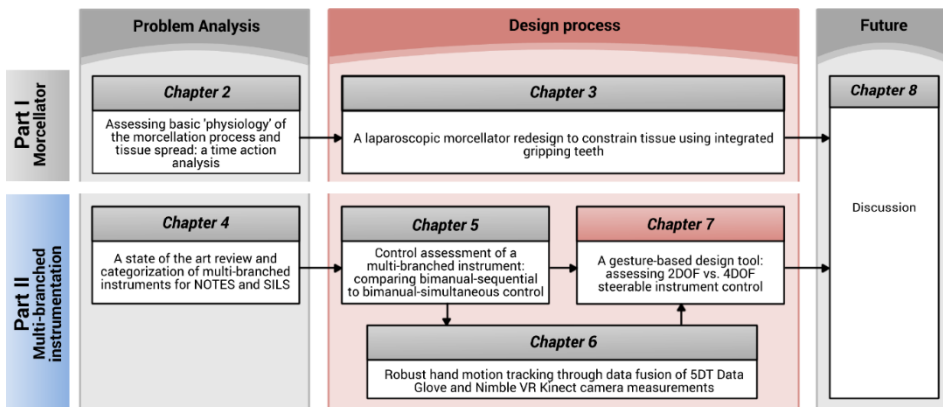 Problem Analysis
Design process
Future
Part I
Morcellator
Chapter 2
Assessing basic 'physiology' of
the morcellation process and
tissue spread: a time action
analysis
Chapter 3
A laparoscopic morcellator redesign to constrain tissue using integrated
gripping teeth
Chapter 8
Discussion
Part II
Multi-branched
instrumentation
Chapter 4
A state of the art review and
categorization of multi-branched
instruments for NOTES and SILS
Chapter 5
Control assessment of a
multi-branched instrument:
comparing bimanual-sequential
to bimanual-simultaneous control
Chapter 7
A gesture-based design tool:
assessing 2DOF vs. 4DOF
steerable instrument control
Chapter 6
Robust hand motion tracking through data fusion of 5DT Data
Glove and Nimble VR Kinect camera measurements